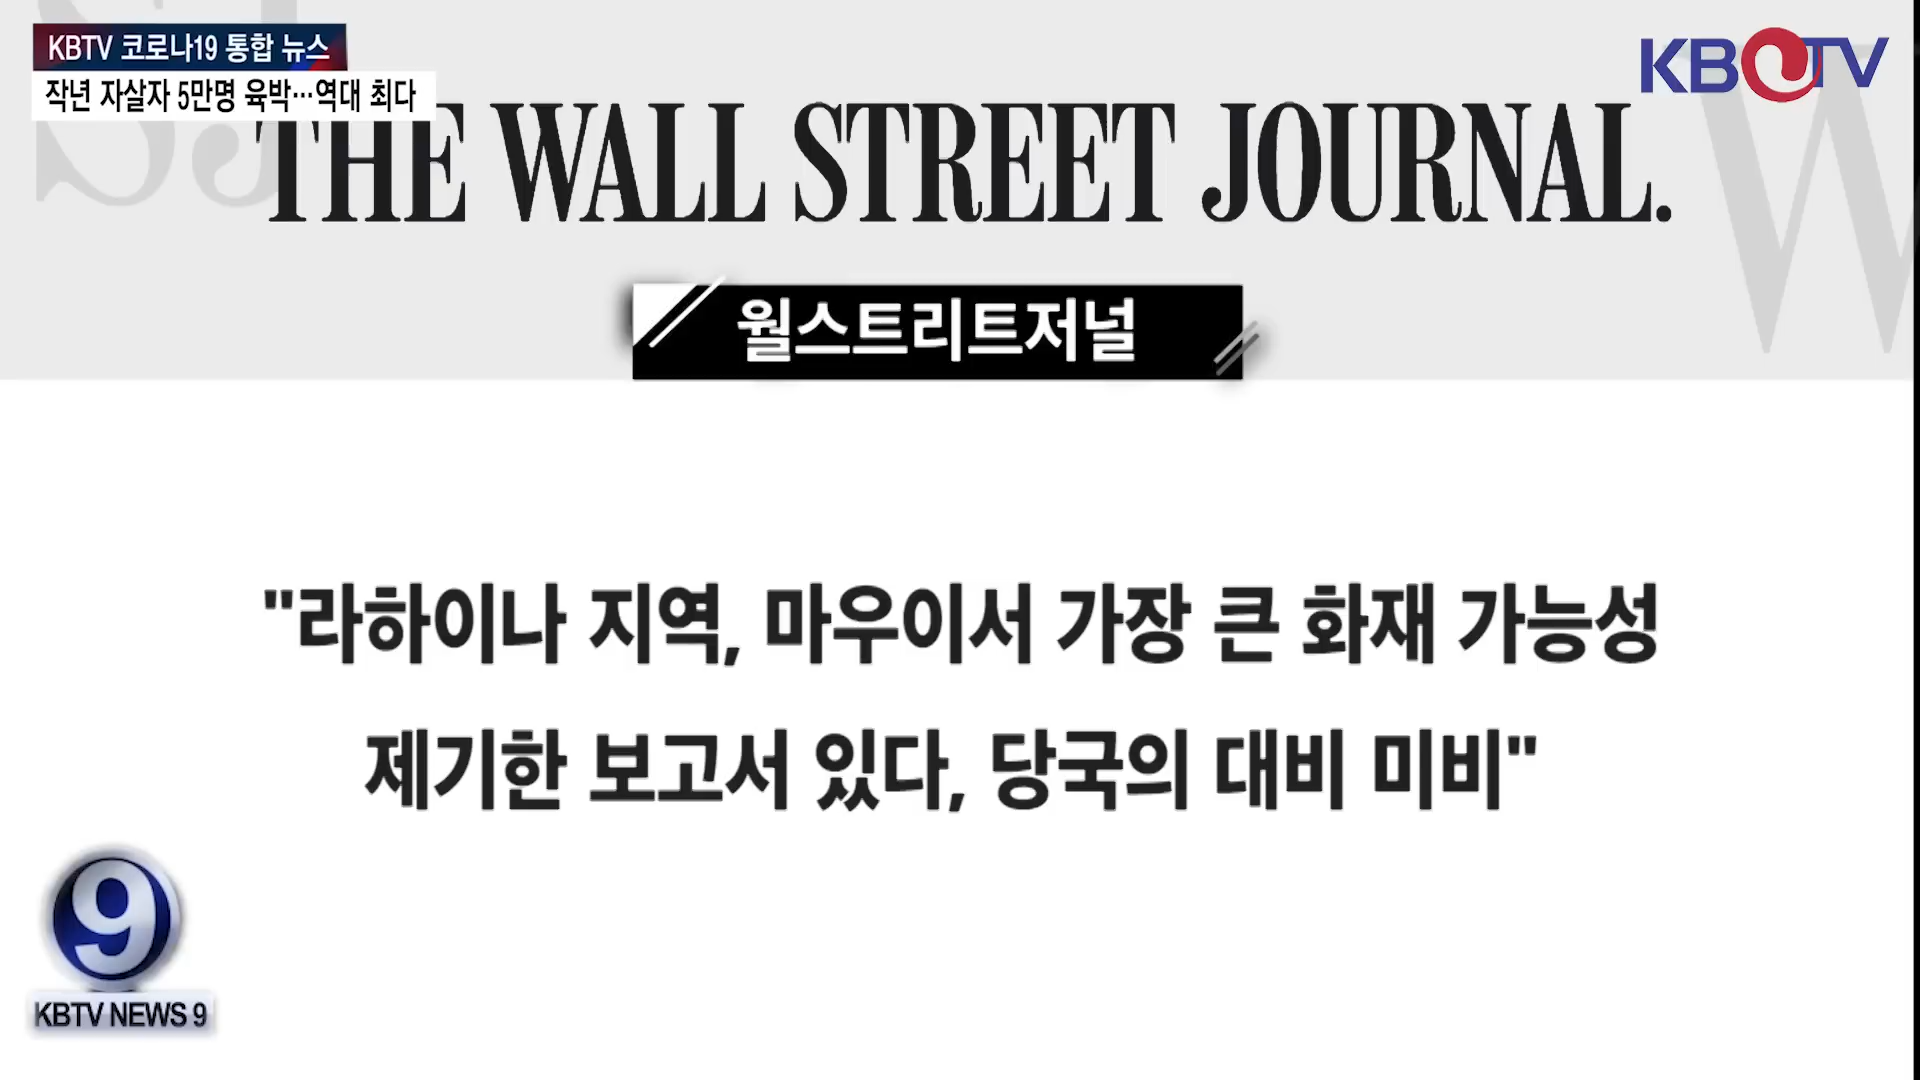 KBTV 코로나19 통합 뉴스
KBTV
작년 자살자 5만명 육박…역대 최다
THE WALL STREET JOURNAL.
월스트리트저널
"라하이나 지역, 마우이서 가장 큰 화재 가능성
제기한 보고서 있다, 당국의 대비 미비"
9
KBTV NEWS 9